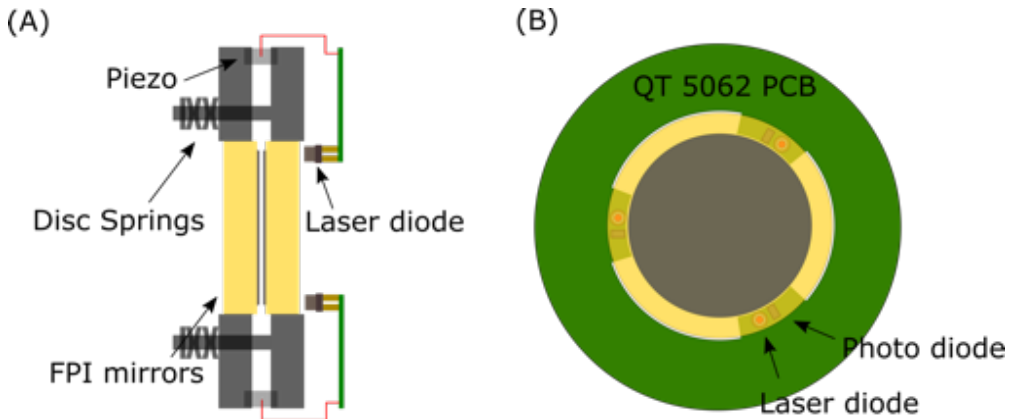 (A)
Piezo
Disc Springs
Laser diode
FPI mirrors
(B)
QT 5062 PCB
Photo diode
Laser diode